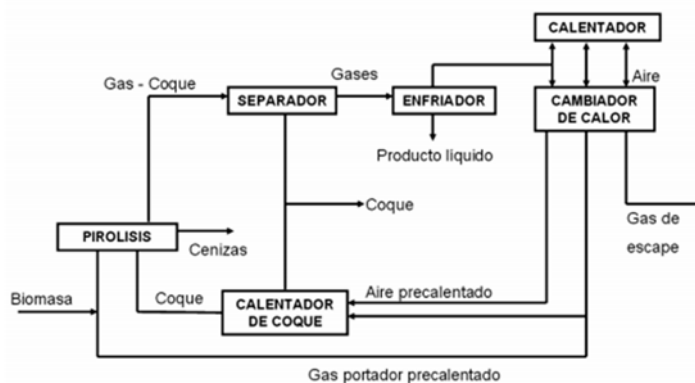 CALENTADOR
Gases
Gas - Coque
Aire
SEPARADOR
ENFRIADOR
CAMBIADOR
DE CALOR
Producto liquido
Coque
Gas de
escape
PIROLISIS
Cenizas
Biomasa
Coque
CALENTADOR
DE COQUE
Aire precalentado
Gas portador precalentado